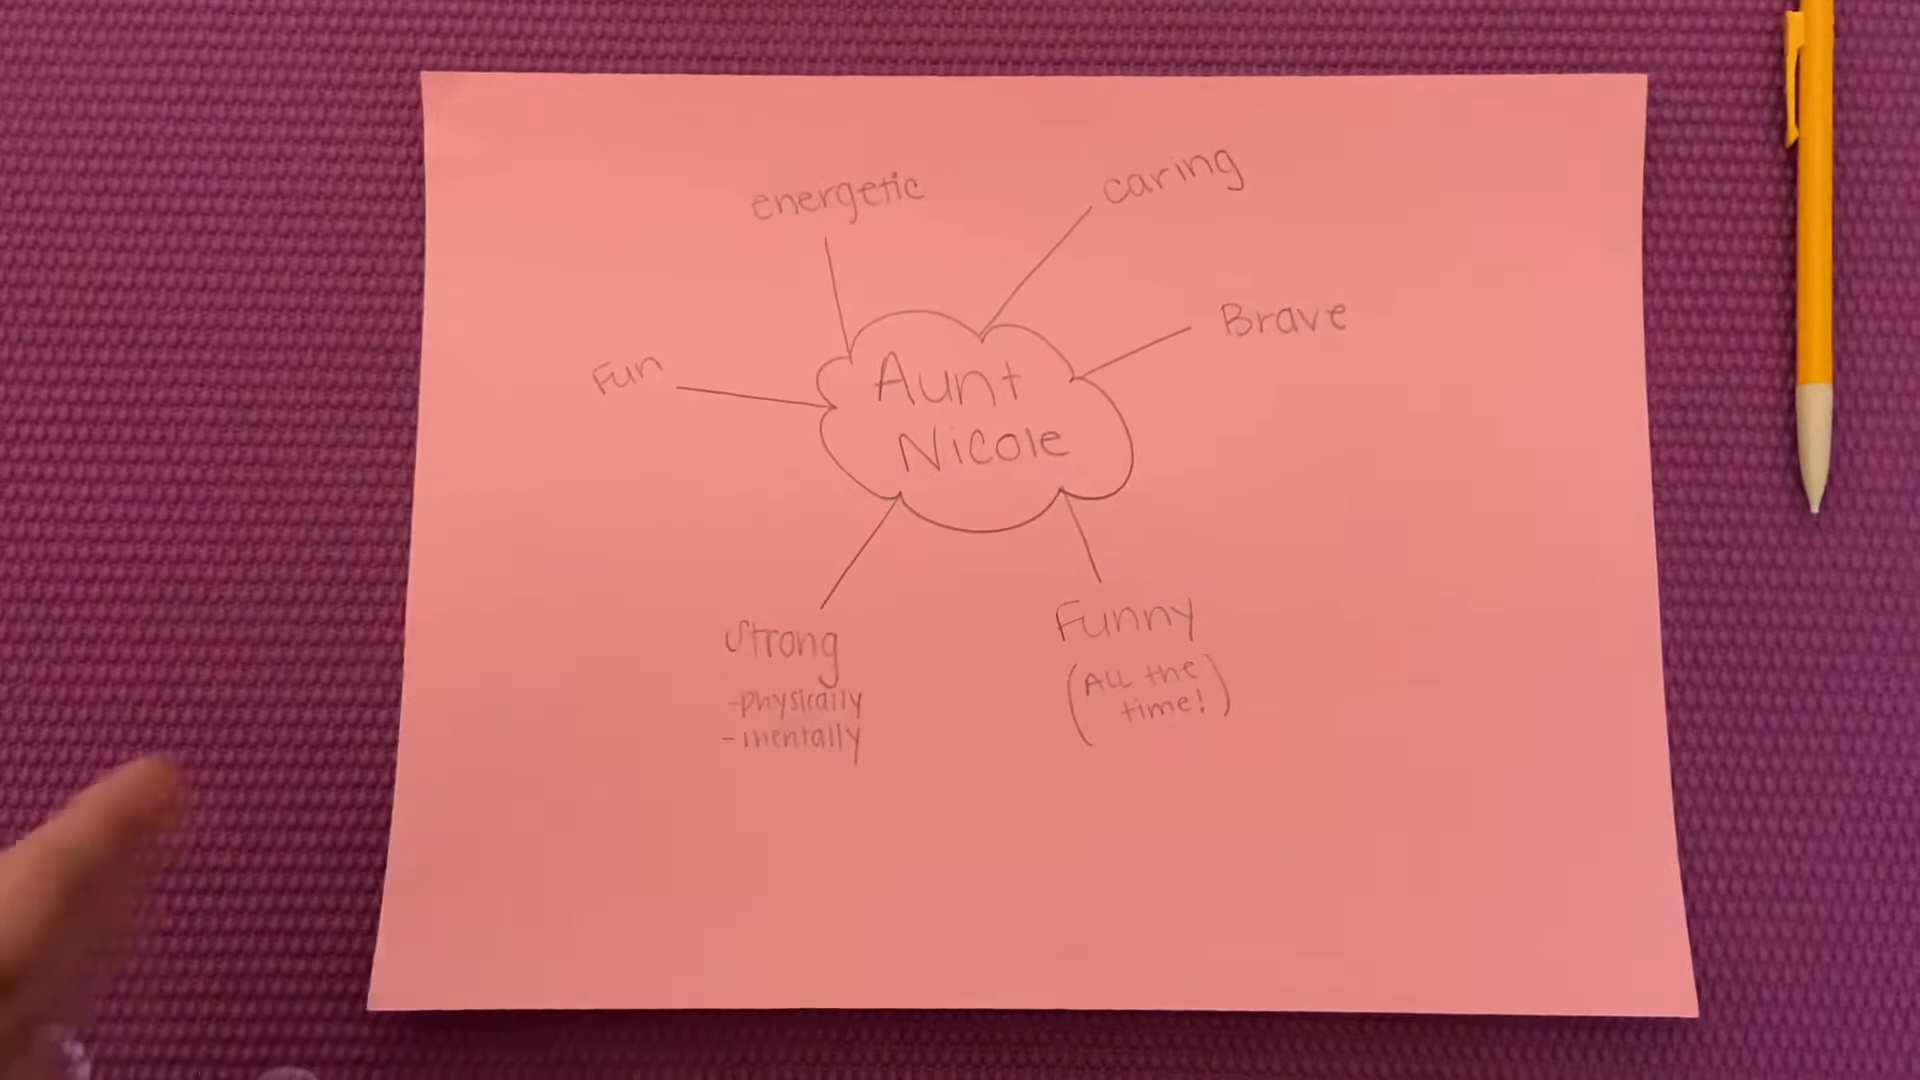 energetic
caring
Brave
Fun
Aunt
Nicole
Strong
-physically
-mentally
Funny
(ALL the
time!)